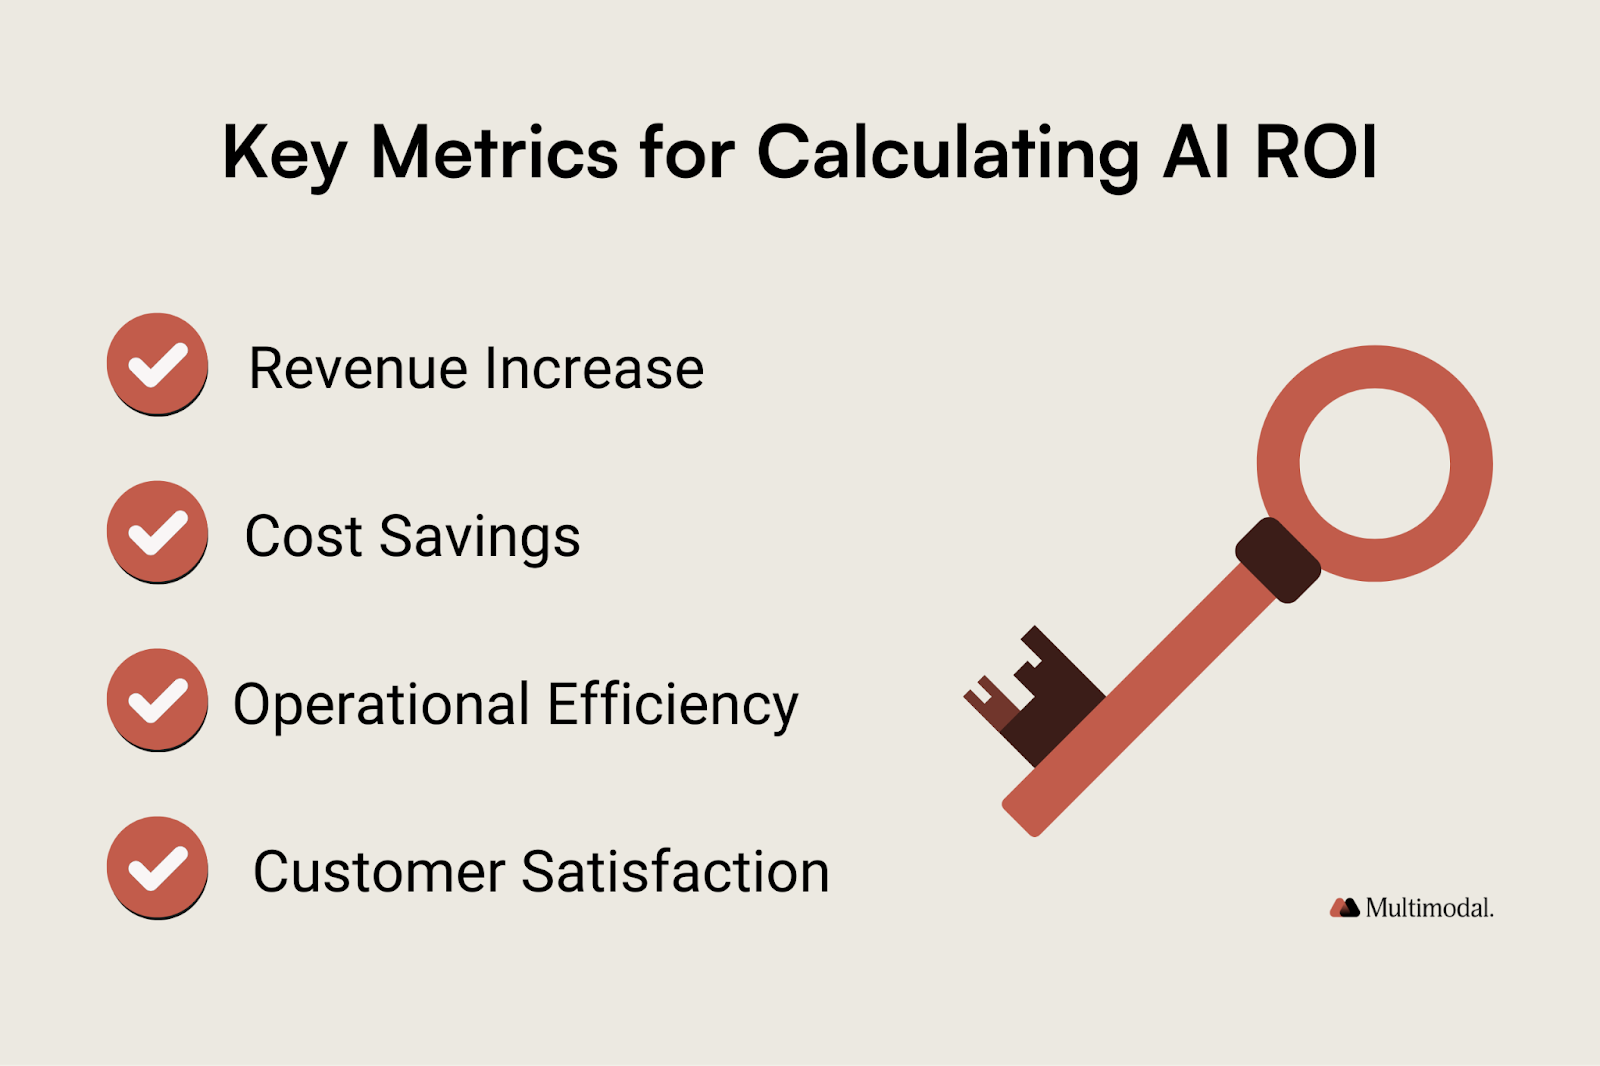 Key Metrics for Calculating AI ROI
Revenue Increase
Cost Savings
Operational Efficiency
Customer Satisfaction
Multimodal.